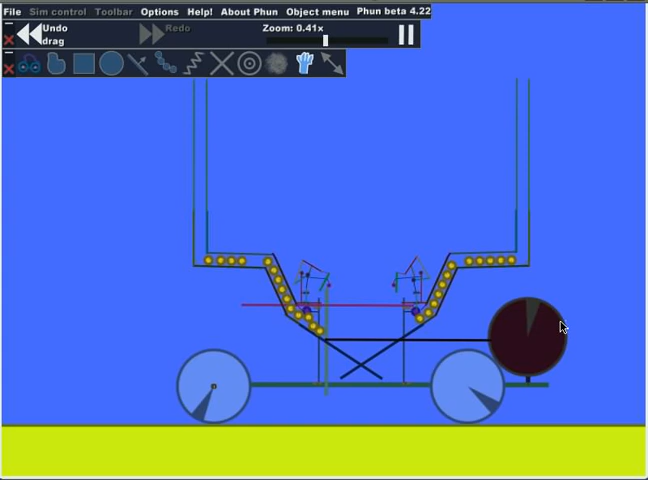 File Sim control Toolbar Options Help! About Phun Object menu Phun beta 4.22
Undo Redo Zoom: 0.41x
drag